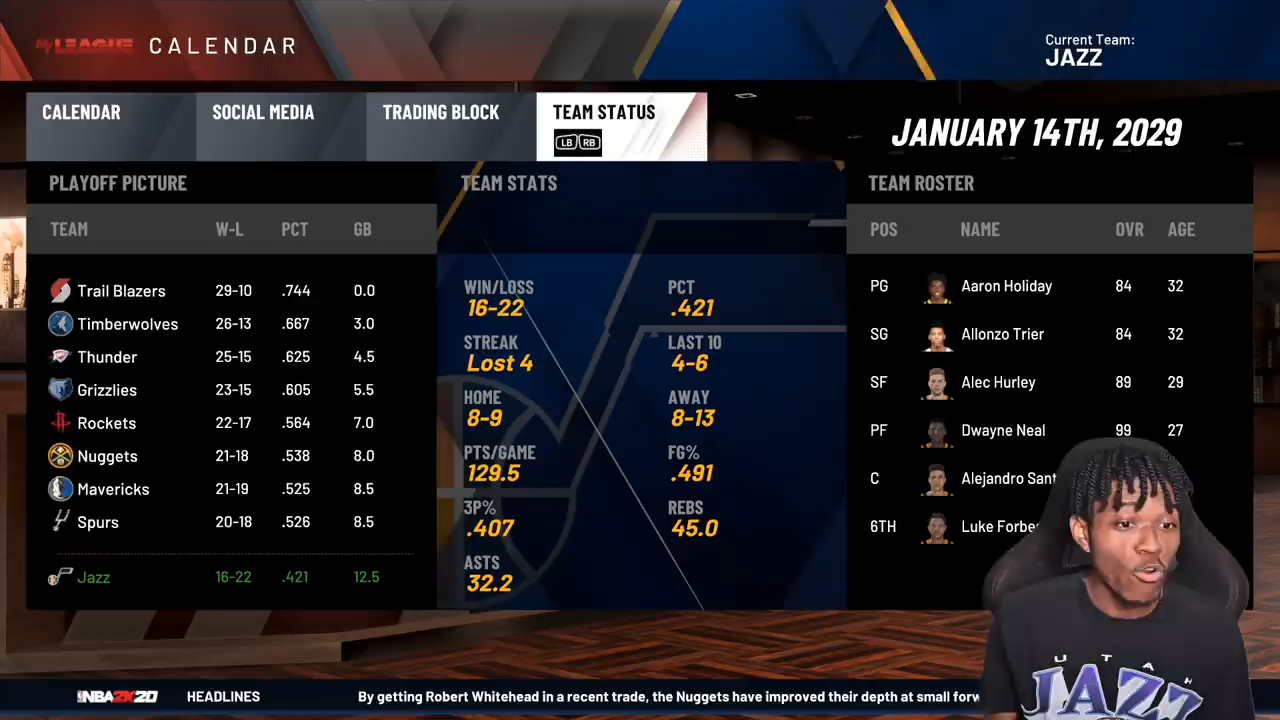 MyLEAGUE CALENDAR
Current Team:
JAZZ
CALENDAR SOCIAL MEDIA TRADING BLOCK TEAM STATUS
LB RB
JANUARY 14TH, 2029
PLAYOFF PICTURE
TEAM W-L PCT GB
Trail Blazers 29-10 .744 0.0
Timberwolves 26-13 .667 3.0
Thunder 25-15 .625 4.5
Grizzlies 23-15 .605 5.5
Rockets 22-17 .564 7.0
Nuggets 21-18 .538 8.0
Mavericks 21-19 .525 8.5
Spurs 20-18 .526 8.5
Jazz 16-22 .421 12.5
TEAM STATS
WIN/LOSS PCT
16-22 .421
STREAK LAST 10
Lost 4 4-6
HOME AWAY
8-9 8-13
PTS/GAME FG%
129.5 .491
3P% REBS
.407 45.0
ASTS
32.2
TEAM ROSTER
POS NAME OVR AGE
PG Aaron Holiday 84 32
SG Allonzo Trier 84 32
SF Alec Hurley 89 29
PF Dwayne Neal 99 27
C Alejandro Sant
6TH Luke Forbe
UTAH
JAZZ
NBA2K20 HEADLINES By getting Robert Whitehead in a recent trade, the Nuggets have improved their depth at small forw